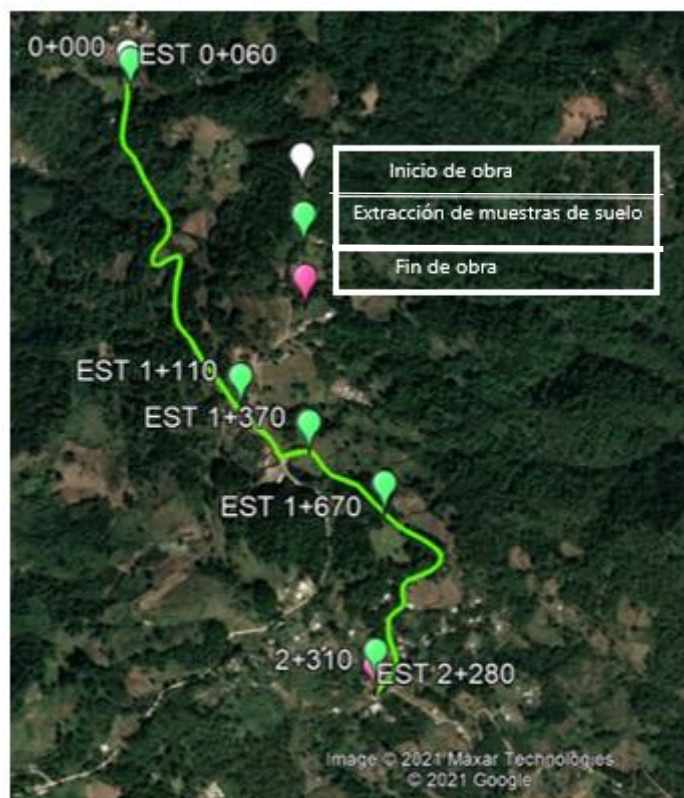 0+000
EST 0+060
Inicio de obra
Extracción de muestras de suelo
Fin de obra
EST 1+110
EST 1+370
EST 1+670
2+310
EST 2+280
Image © 2021 Maxar Technologies
© 2021 Google